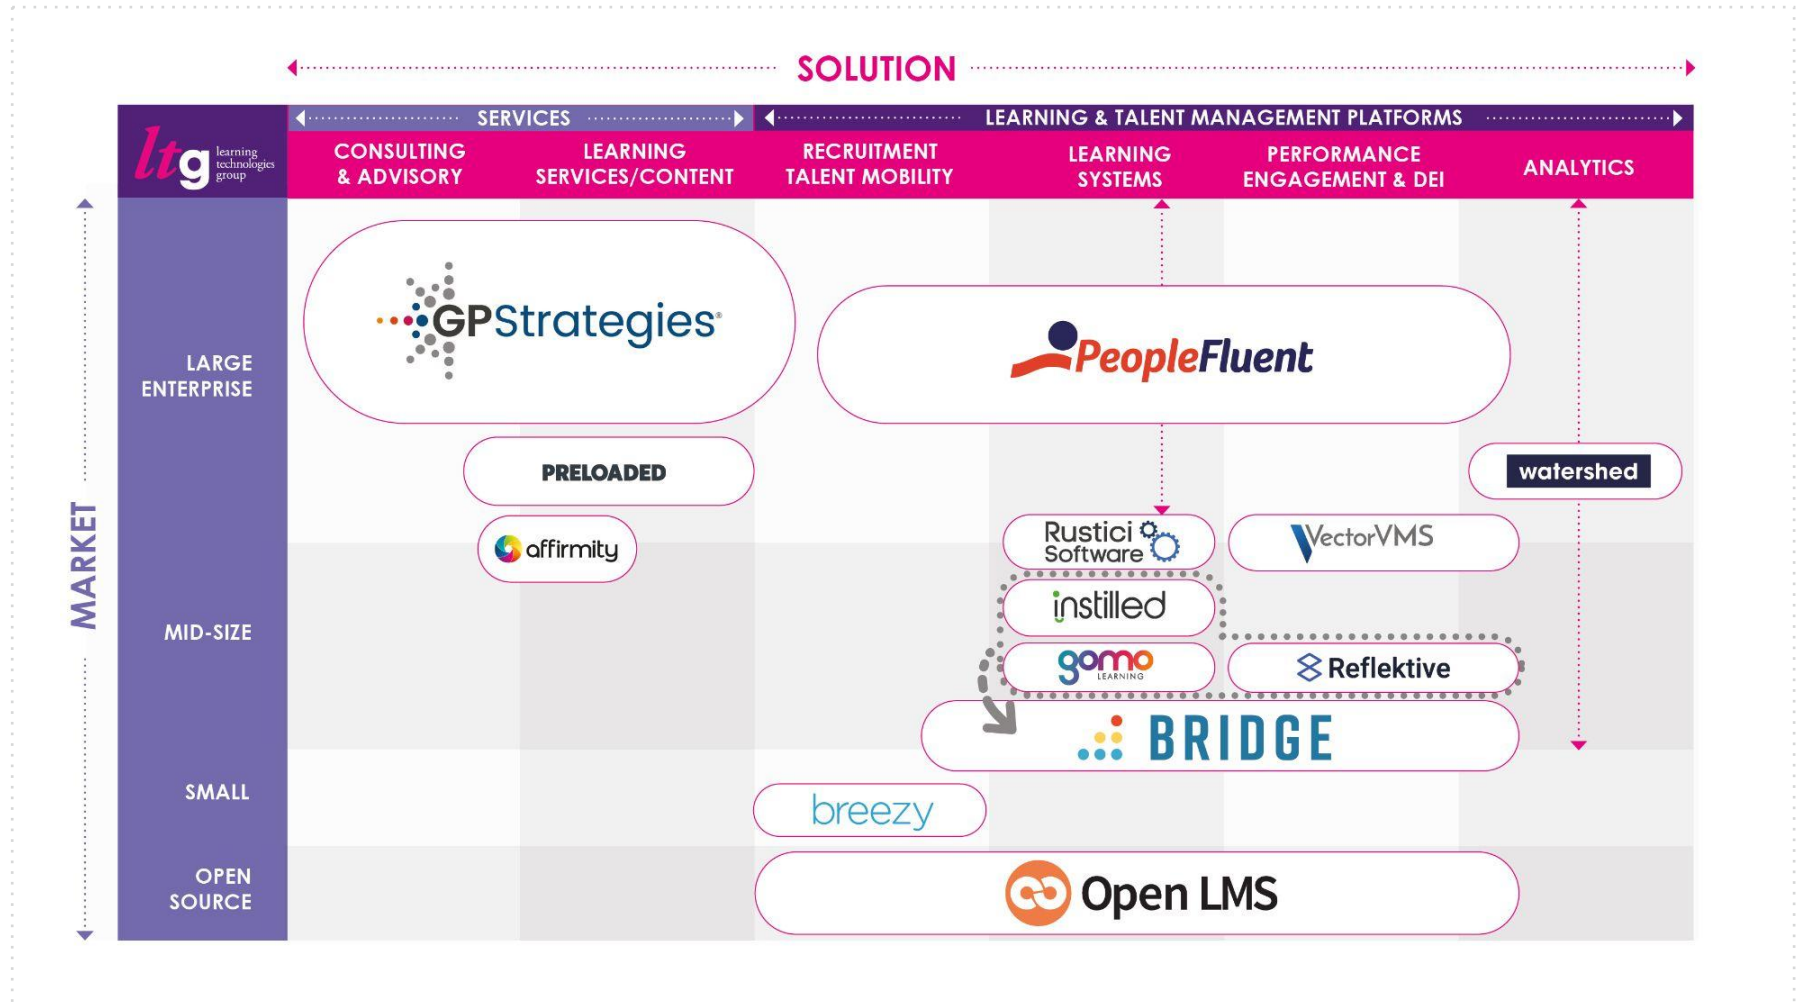 SOLUTION
SERVICES
LEARNING & TALENT MANAGEMENT PLATFORMS
ltg learning
technologies
group
CONSULTING
& ADVISORY
LEARNING
SERVICES/CONTENT
RECRUITMENT
TALENT MOBILITY
LEARNING
SYSTEMS
PERFORMANCE
ENGAGEMENT & DEI
ANALYTICS
MARKET
LARGE
ENTERPRISE
GPStrategies®
PeopleFluent
PRELOADED
watershed
affirmity
Rustici
Software
VectorVMS
MID-SIZE
instilled
gomo
LEARNING
Reflektive
BRIDGE
SMALL
breezy
OPEN
SOURCE
Open LMS